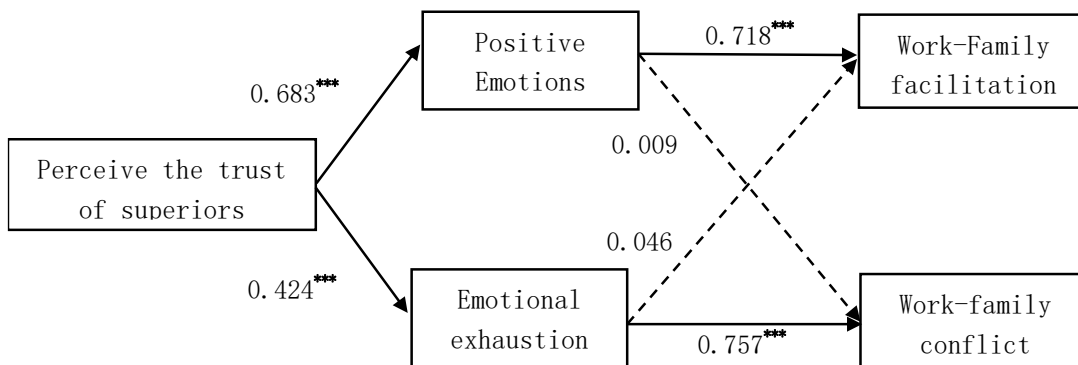 Positive
Emotions
0.718***
Work-Family
facilitation
0.683***
0.009
Perceive the trust
of superiors
0.046
0.424***
Emotional
exhaustion
0.757***
Work-family
conflict